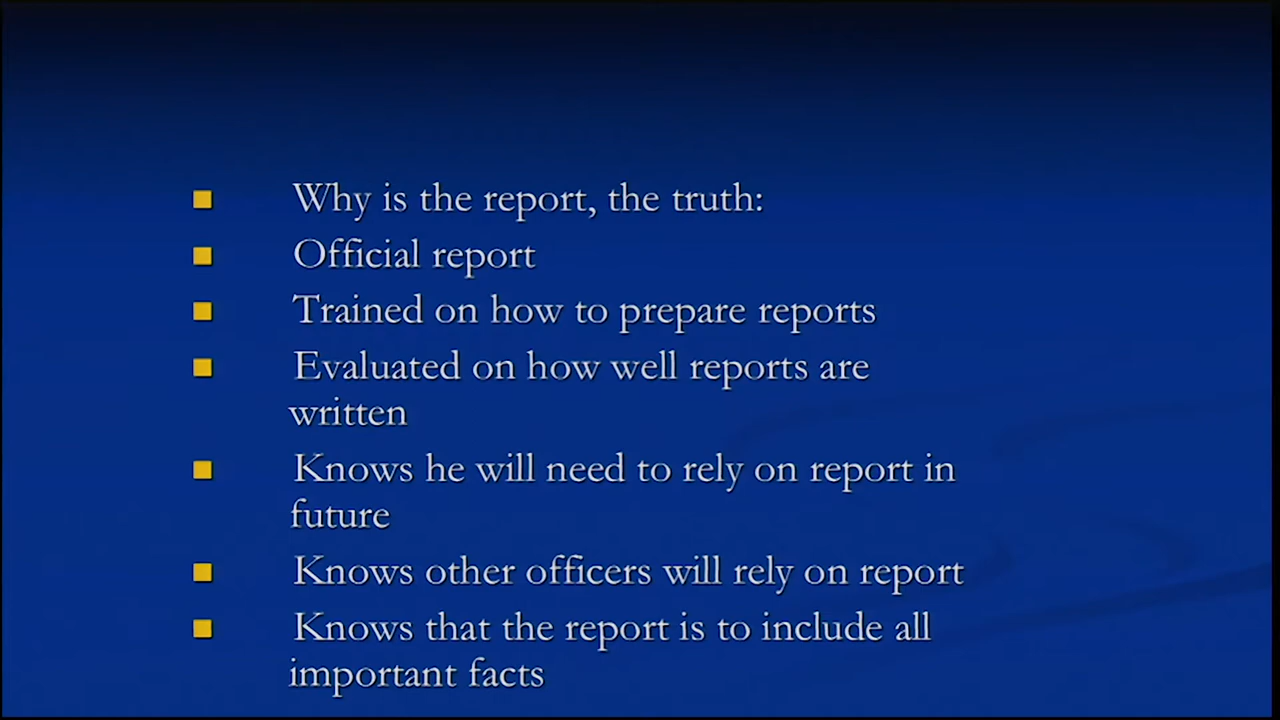 Why is the report, the truth:
Official report
Trained on how to prepare reports
Evaluated on how well reports are
written
Knows he will need to rely on report in
future
Knows other officers will rely on report
Knows that the report is to include all
important facts